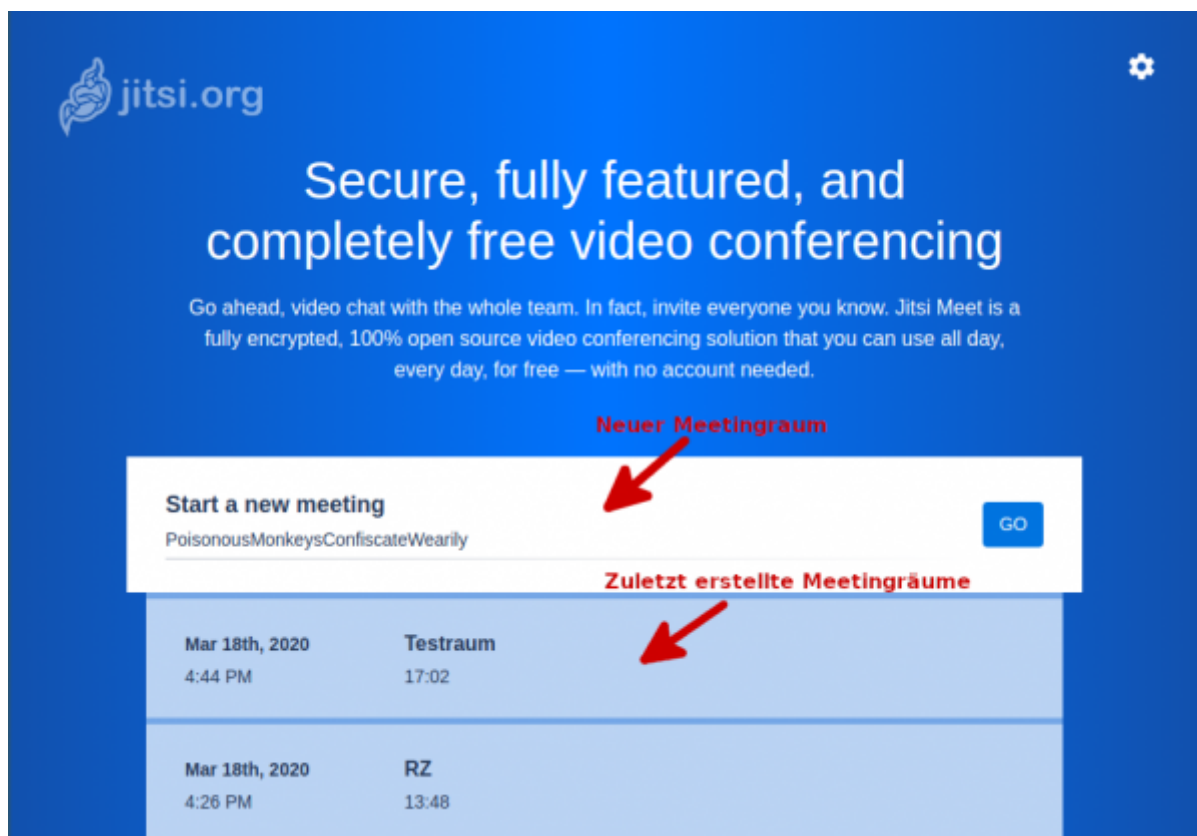 jitsi.org
Secure, fully featured, and
completely free video conferencing
Go ahead, video chat with the whole team. In fact, invite everyone you know. Jitsi Meet is a
fully encrypted, 100% open source video conferencing solution that you can use all day,
every day, for free — with no account needed.
Neuer Meetingraum
Start a new meeting
PoisonousMonkeysConfiscateWearily
GO
Zuletzt erstellte Meetingräume
Mar 18th, 2020 Testraum
4:44 PM 17:02
Mar 18th, 2020 RZ
4:26 PM 13:48